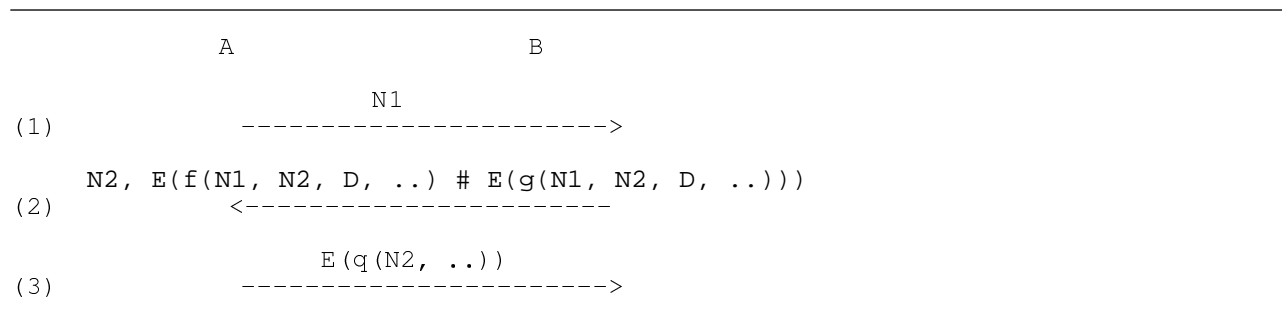 A B
N1
(1) ----------------------->
N2, E(f(N1, N2, D, ..) # E(g(N1, N2, D, ..)))
(2) <-----------------------
E(q(N2, ..))
(3) ----------------------->